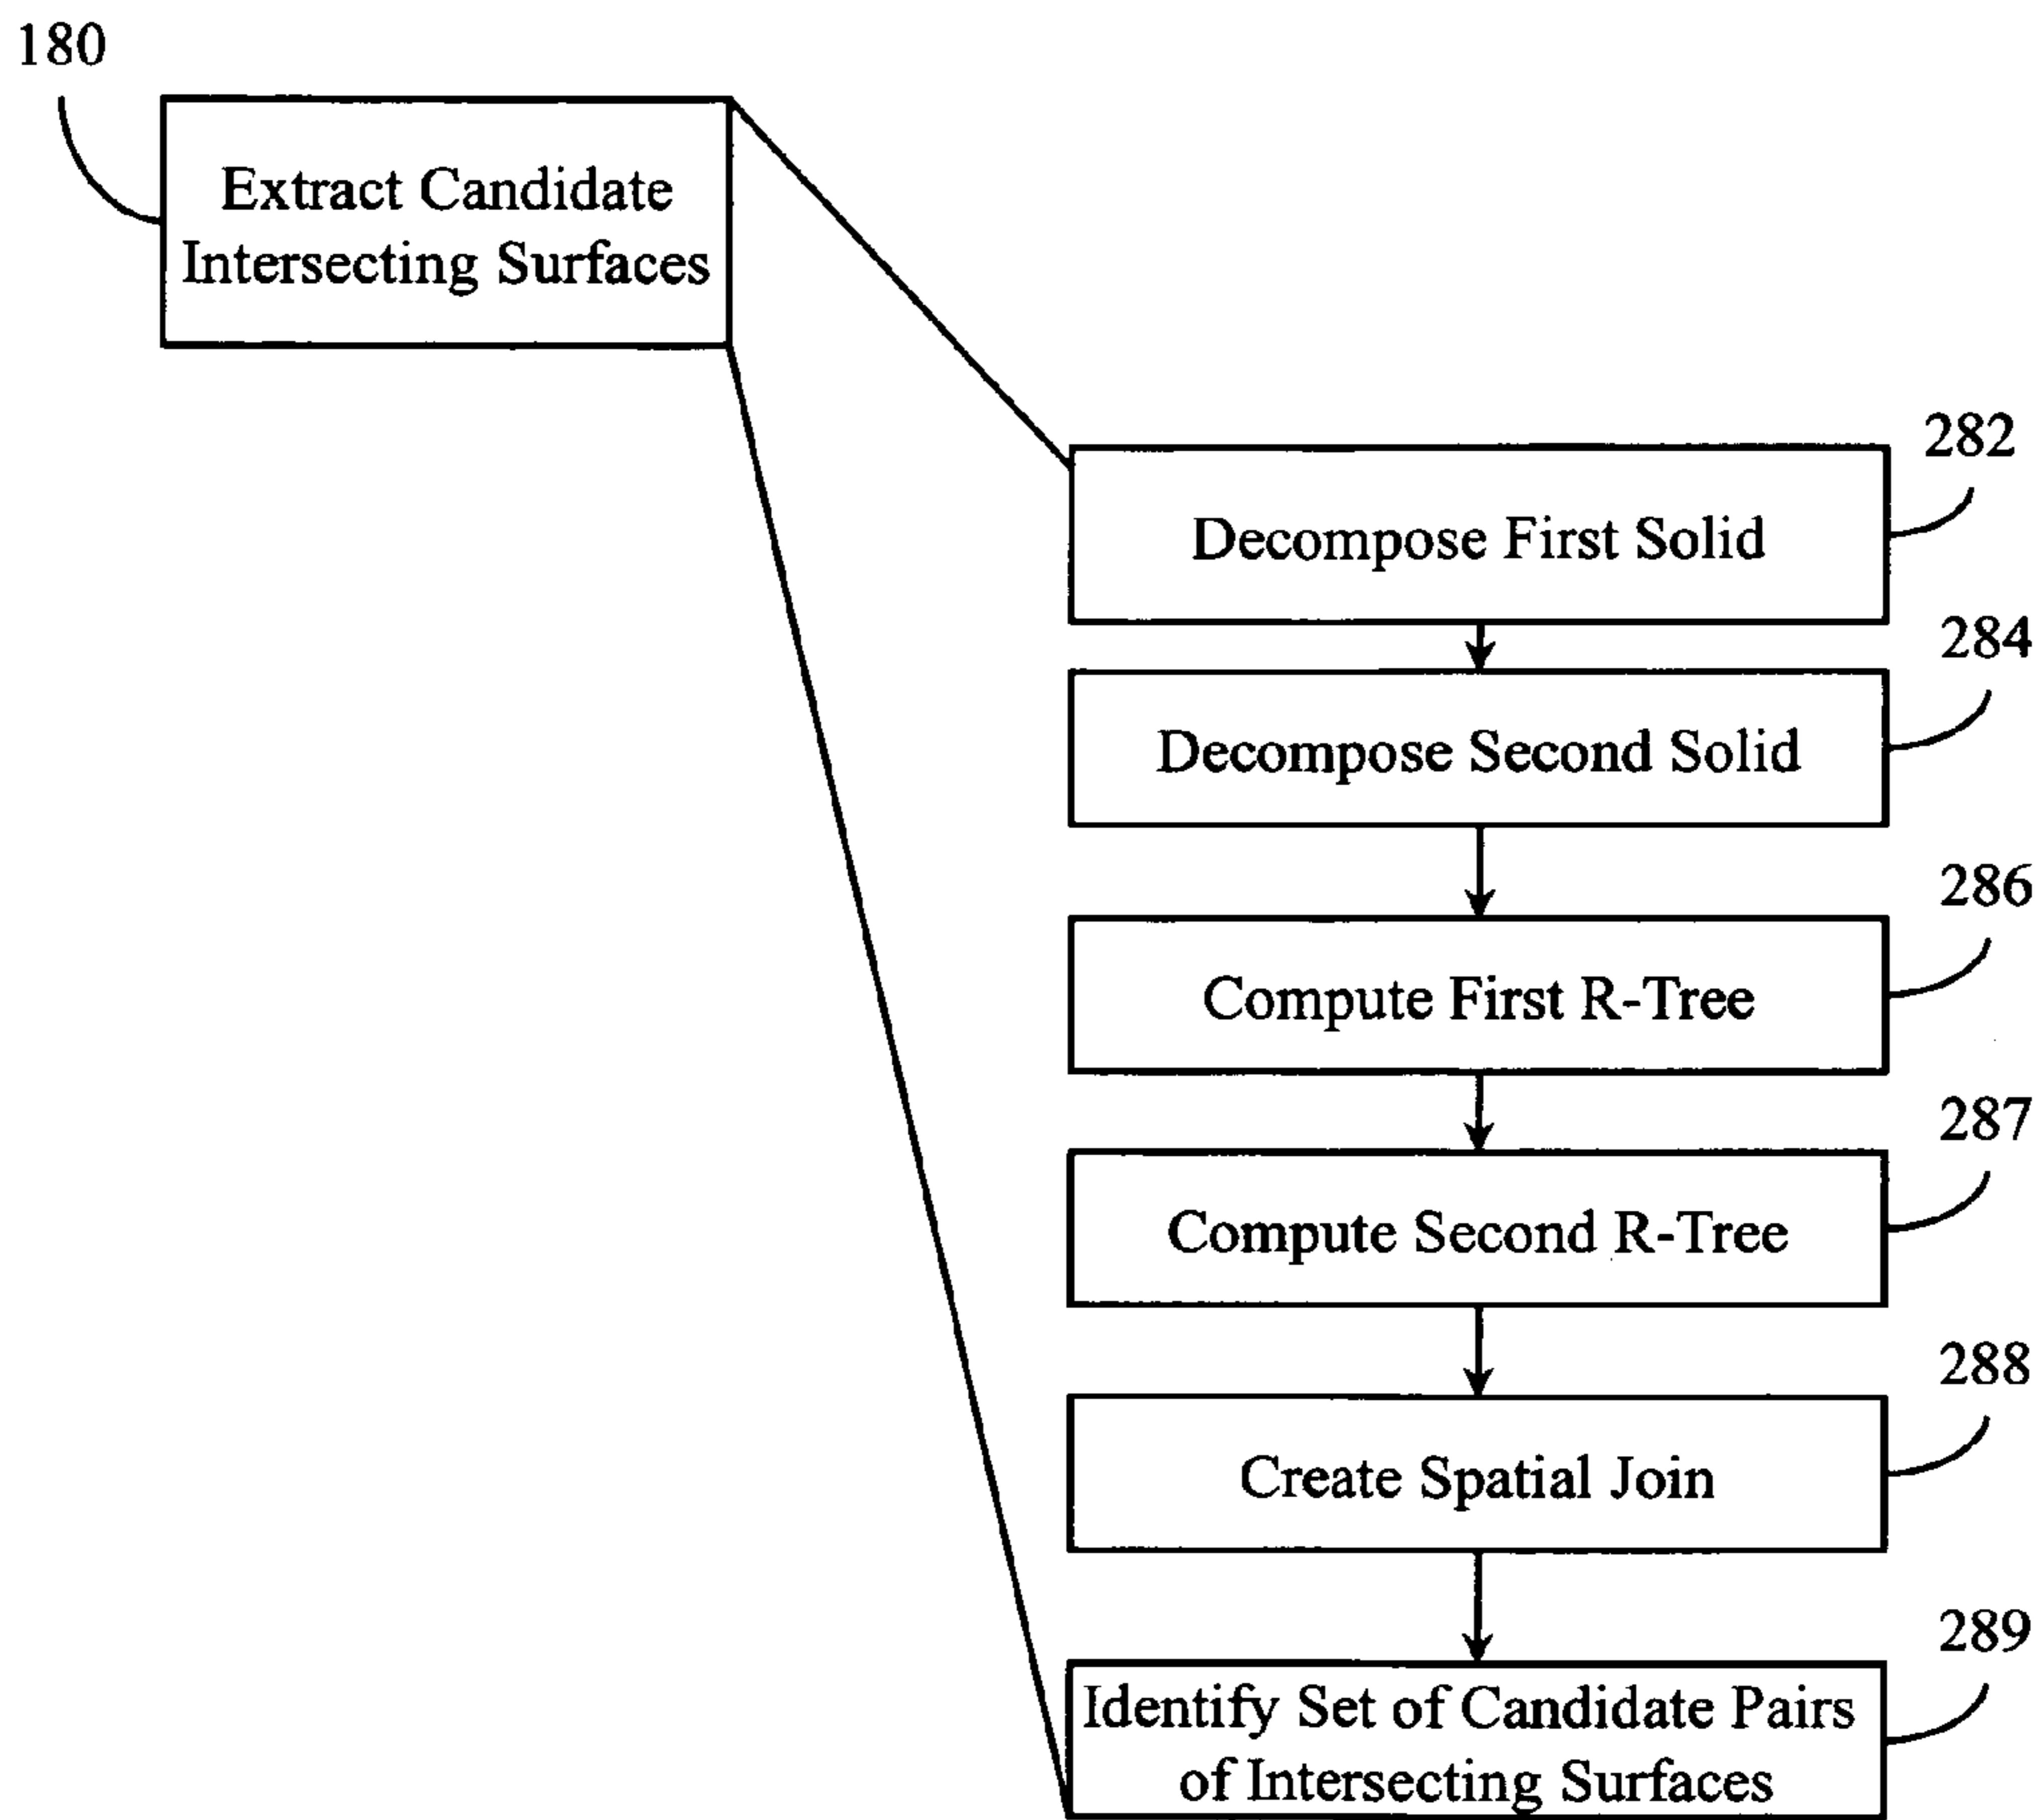 180
Extract Candidate
Intersecting Surfaces
282
Decompose First Solid
284
Decompose Second Solid
286
Compute First R-Tree
287
Compute Second R-Tree
288
Create Spatial Join
289
Identify Set of Candidate Pairs
of Intersecting Surfaces